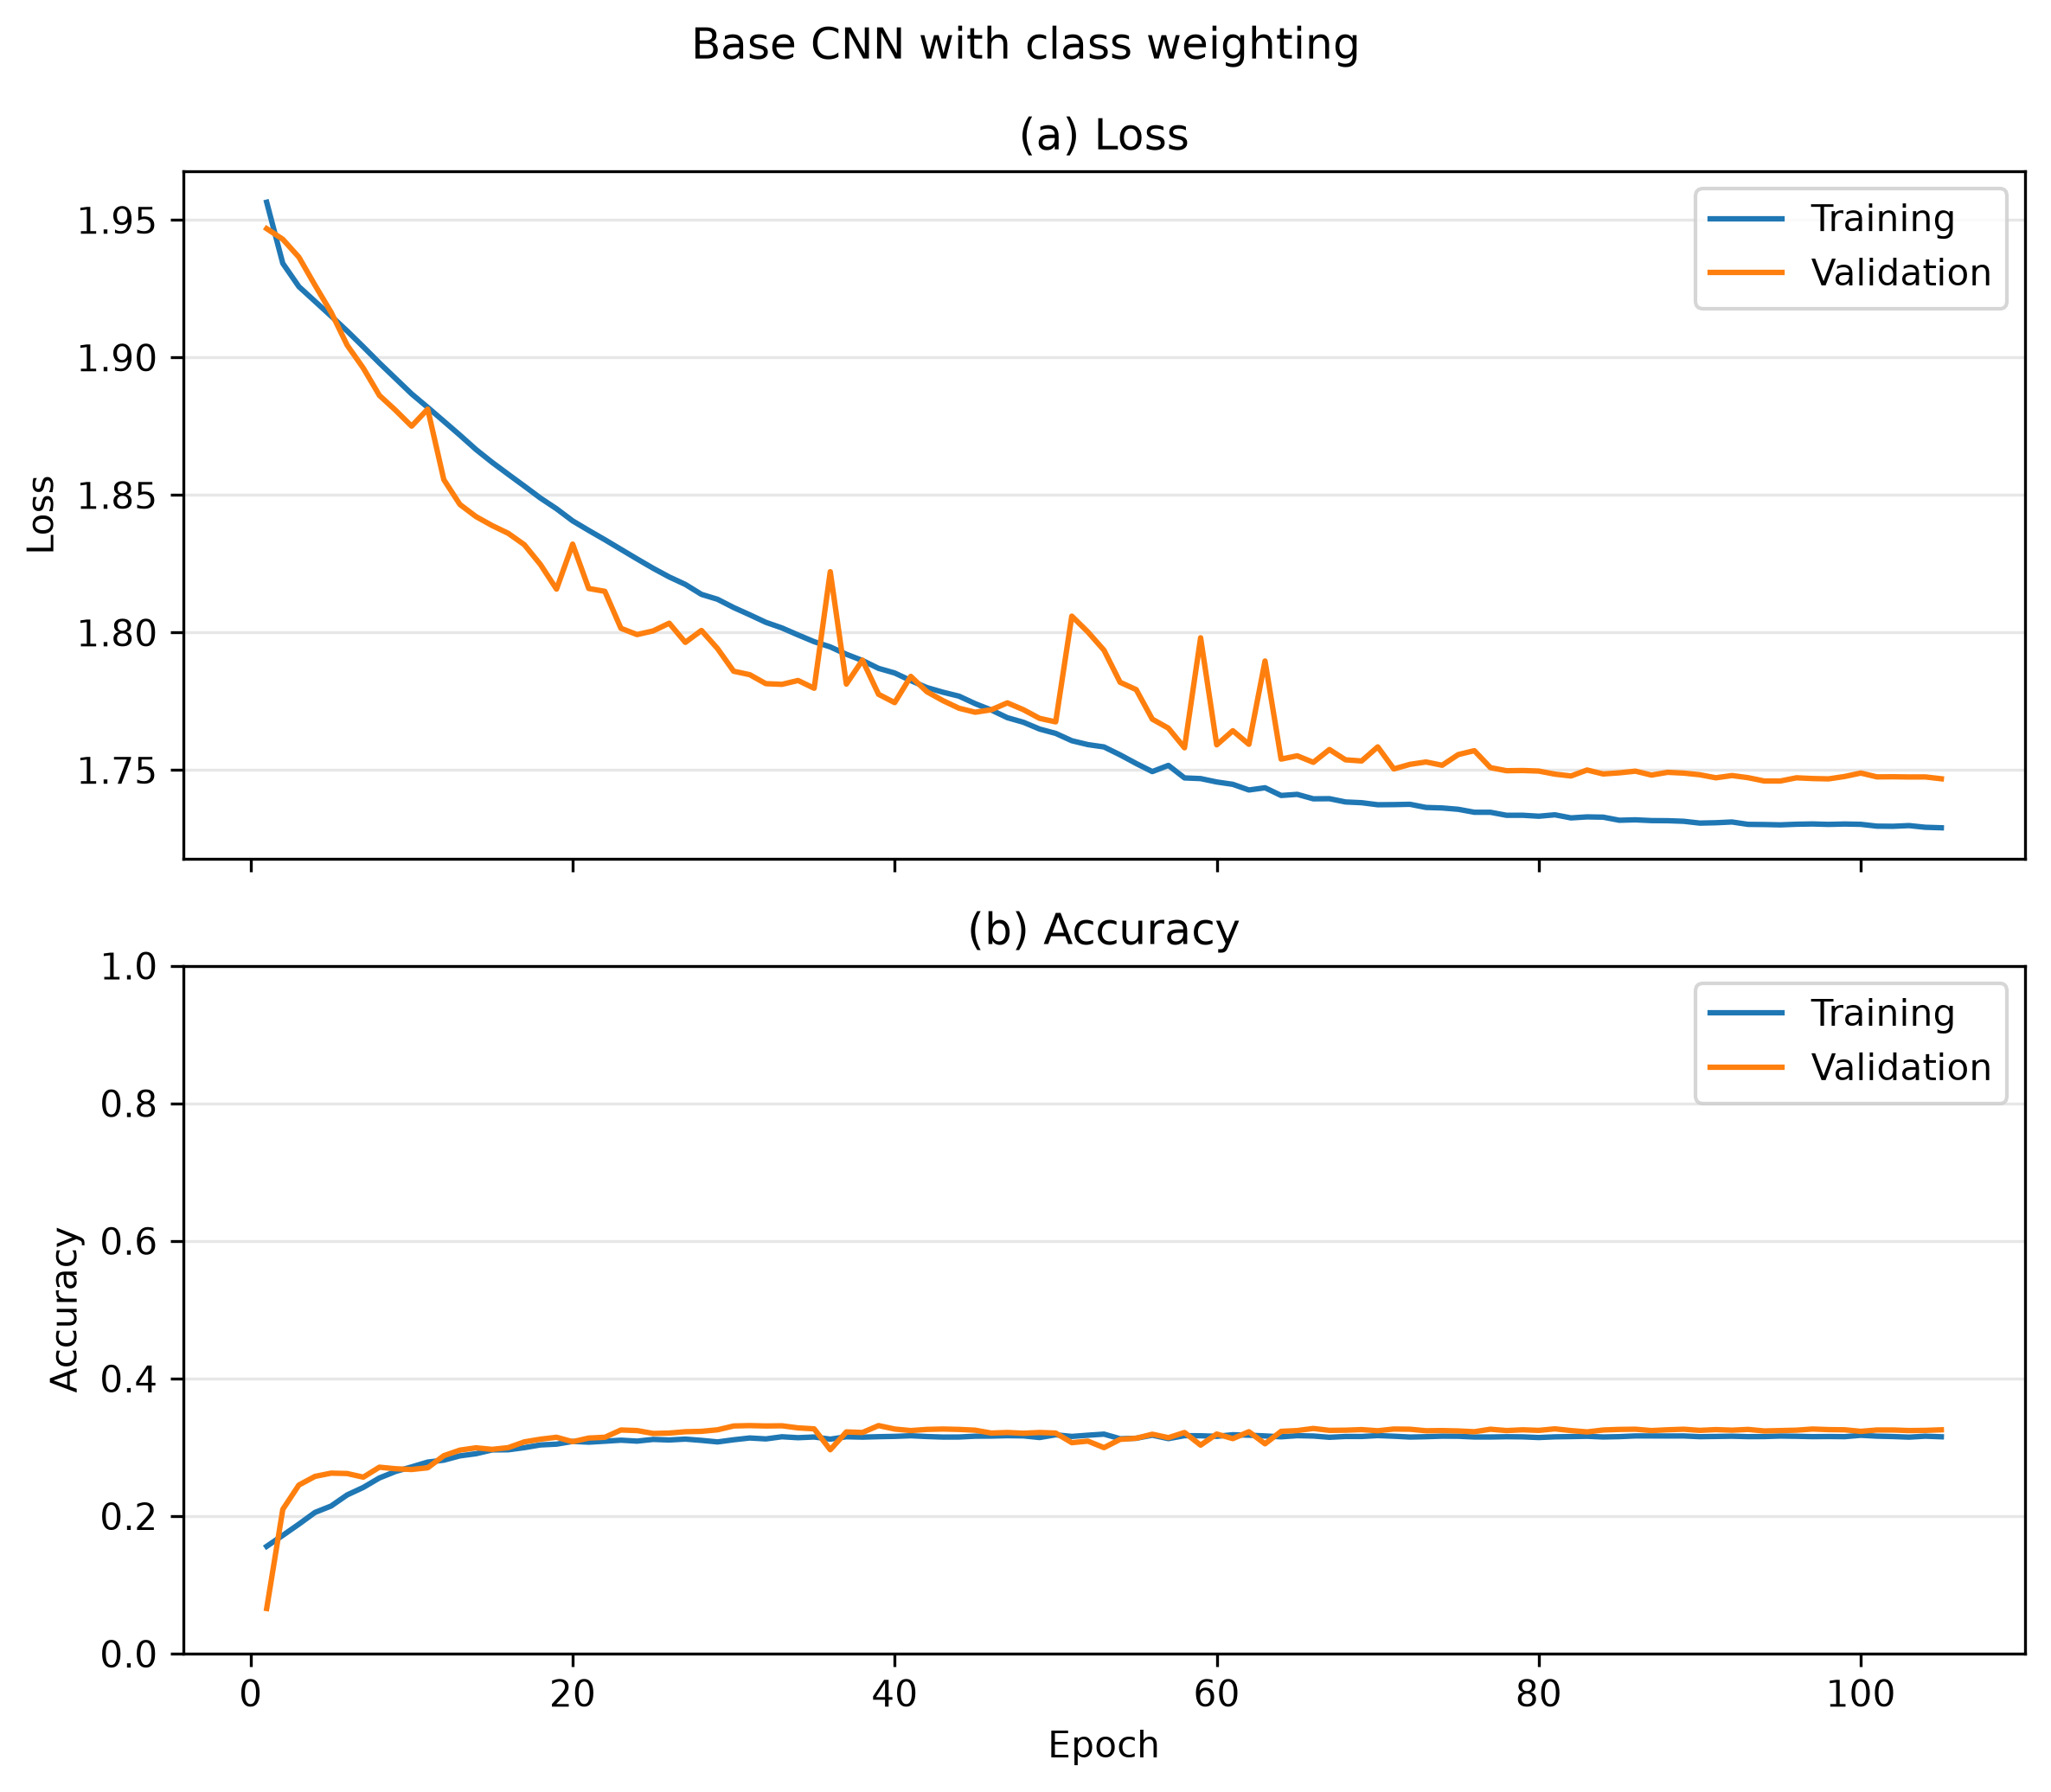 Base CNN with class weighting
(a) Loss
Loss
1.95
1.90
1.85
1.80
1.75
Training
Validation
(b) Accuracy
Accuracy
1.0
0.8
0.6
0.4
0.2
0.0
Training
Validation
0 20 40 60 80 100
Epoch